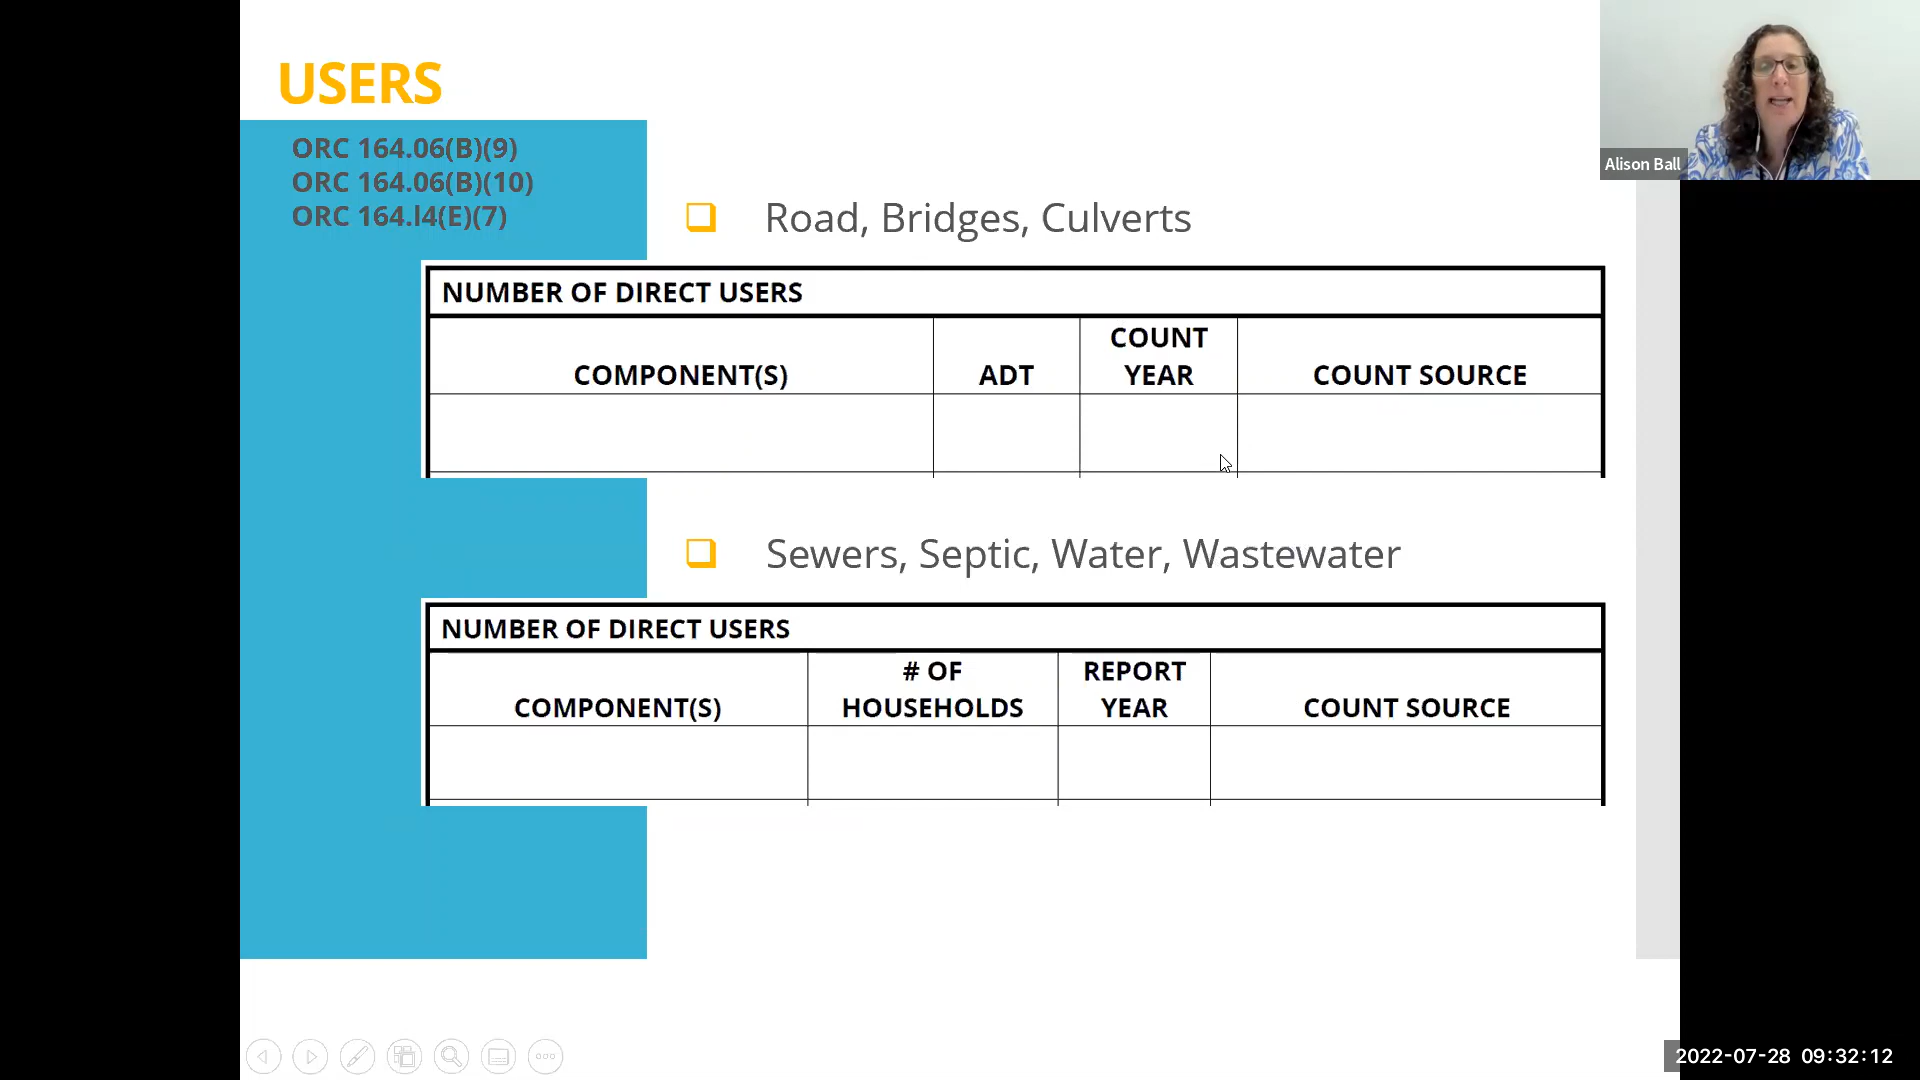 USERS
ORC 164.06(B)(9)
ORC 164.06(B)(10)
ORC 164.l4(E)(7)
Alison Ball
Road, Bridges, Culverts
NUMBER OF DIRECT USERS
COMPONENT(S) ADT COUNT YEAR COUNT SOURCE
Sewers, Septic, Water, Wastewater
NUMBER OF DIRECT USERS
COMPONENT(S) # OF HOUSEHOLDS REPORT YEAR COUNT SOURCE
2022-07-28 09:32:12